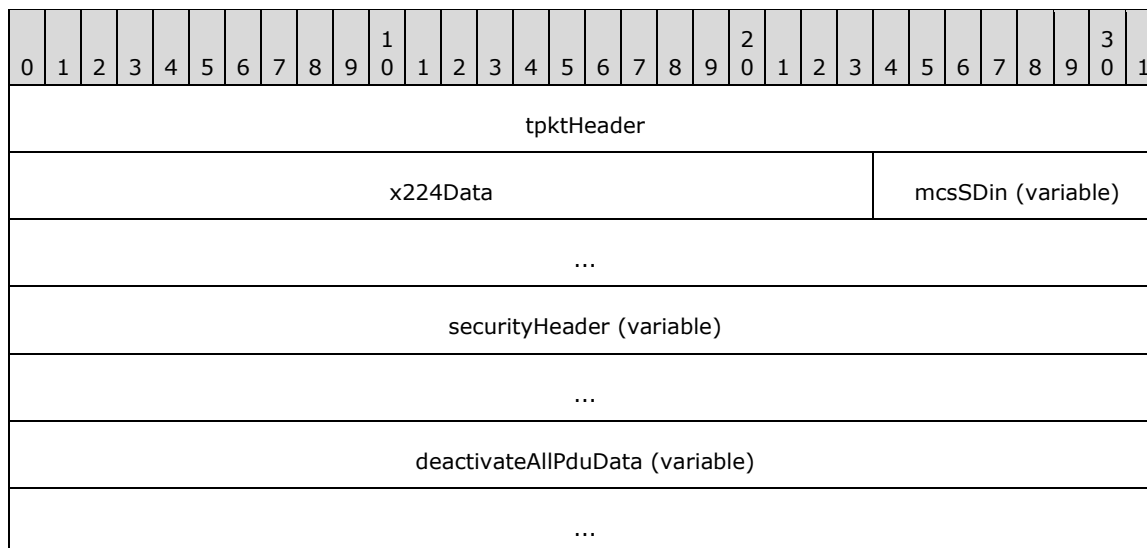 1 2 3
0 1 2 3 4 5 6 7 8 9 0 1 2 3 4 5 6 7 8 9 0 1 2 3 4 5 6 7 8 9 0 1
tpktHeader
x224Data mcsSDin (variable)
...
securityHeader (variable)
...
deactivateAllPduData (variable)
...